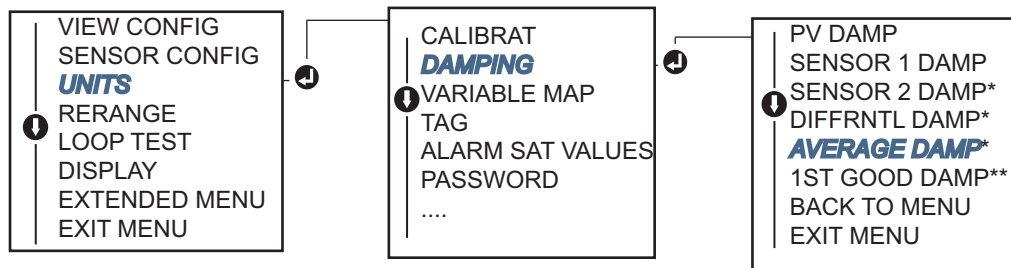 VIEW CONFIG
SENSOR CONFIG
UNITS
RERANGE
LOOP TEST
DISPLAY
EXTENDED MENU
EXIT MENU
CALIBRAT
DAMPING
VARIABLE MAP
TAG
ALARM SAT VALUES
PASSWORD
....
PV DAMP
SENSOR 1 DAMP
SENSOR 2 DAMP*
DIFFRNTL DAMP*
AVERAGE DAMP*
1ST GOOD DAMP**
BACK TO MENU
EXIT MENU